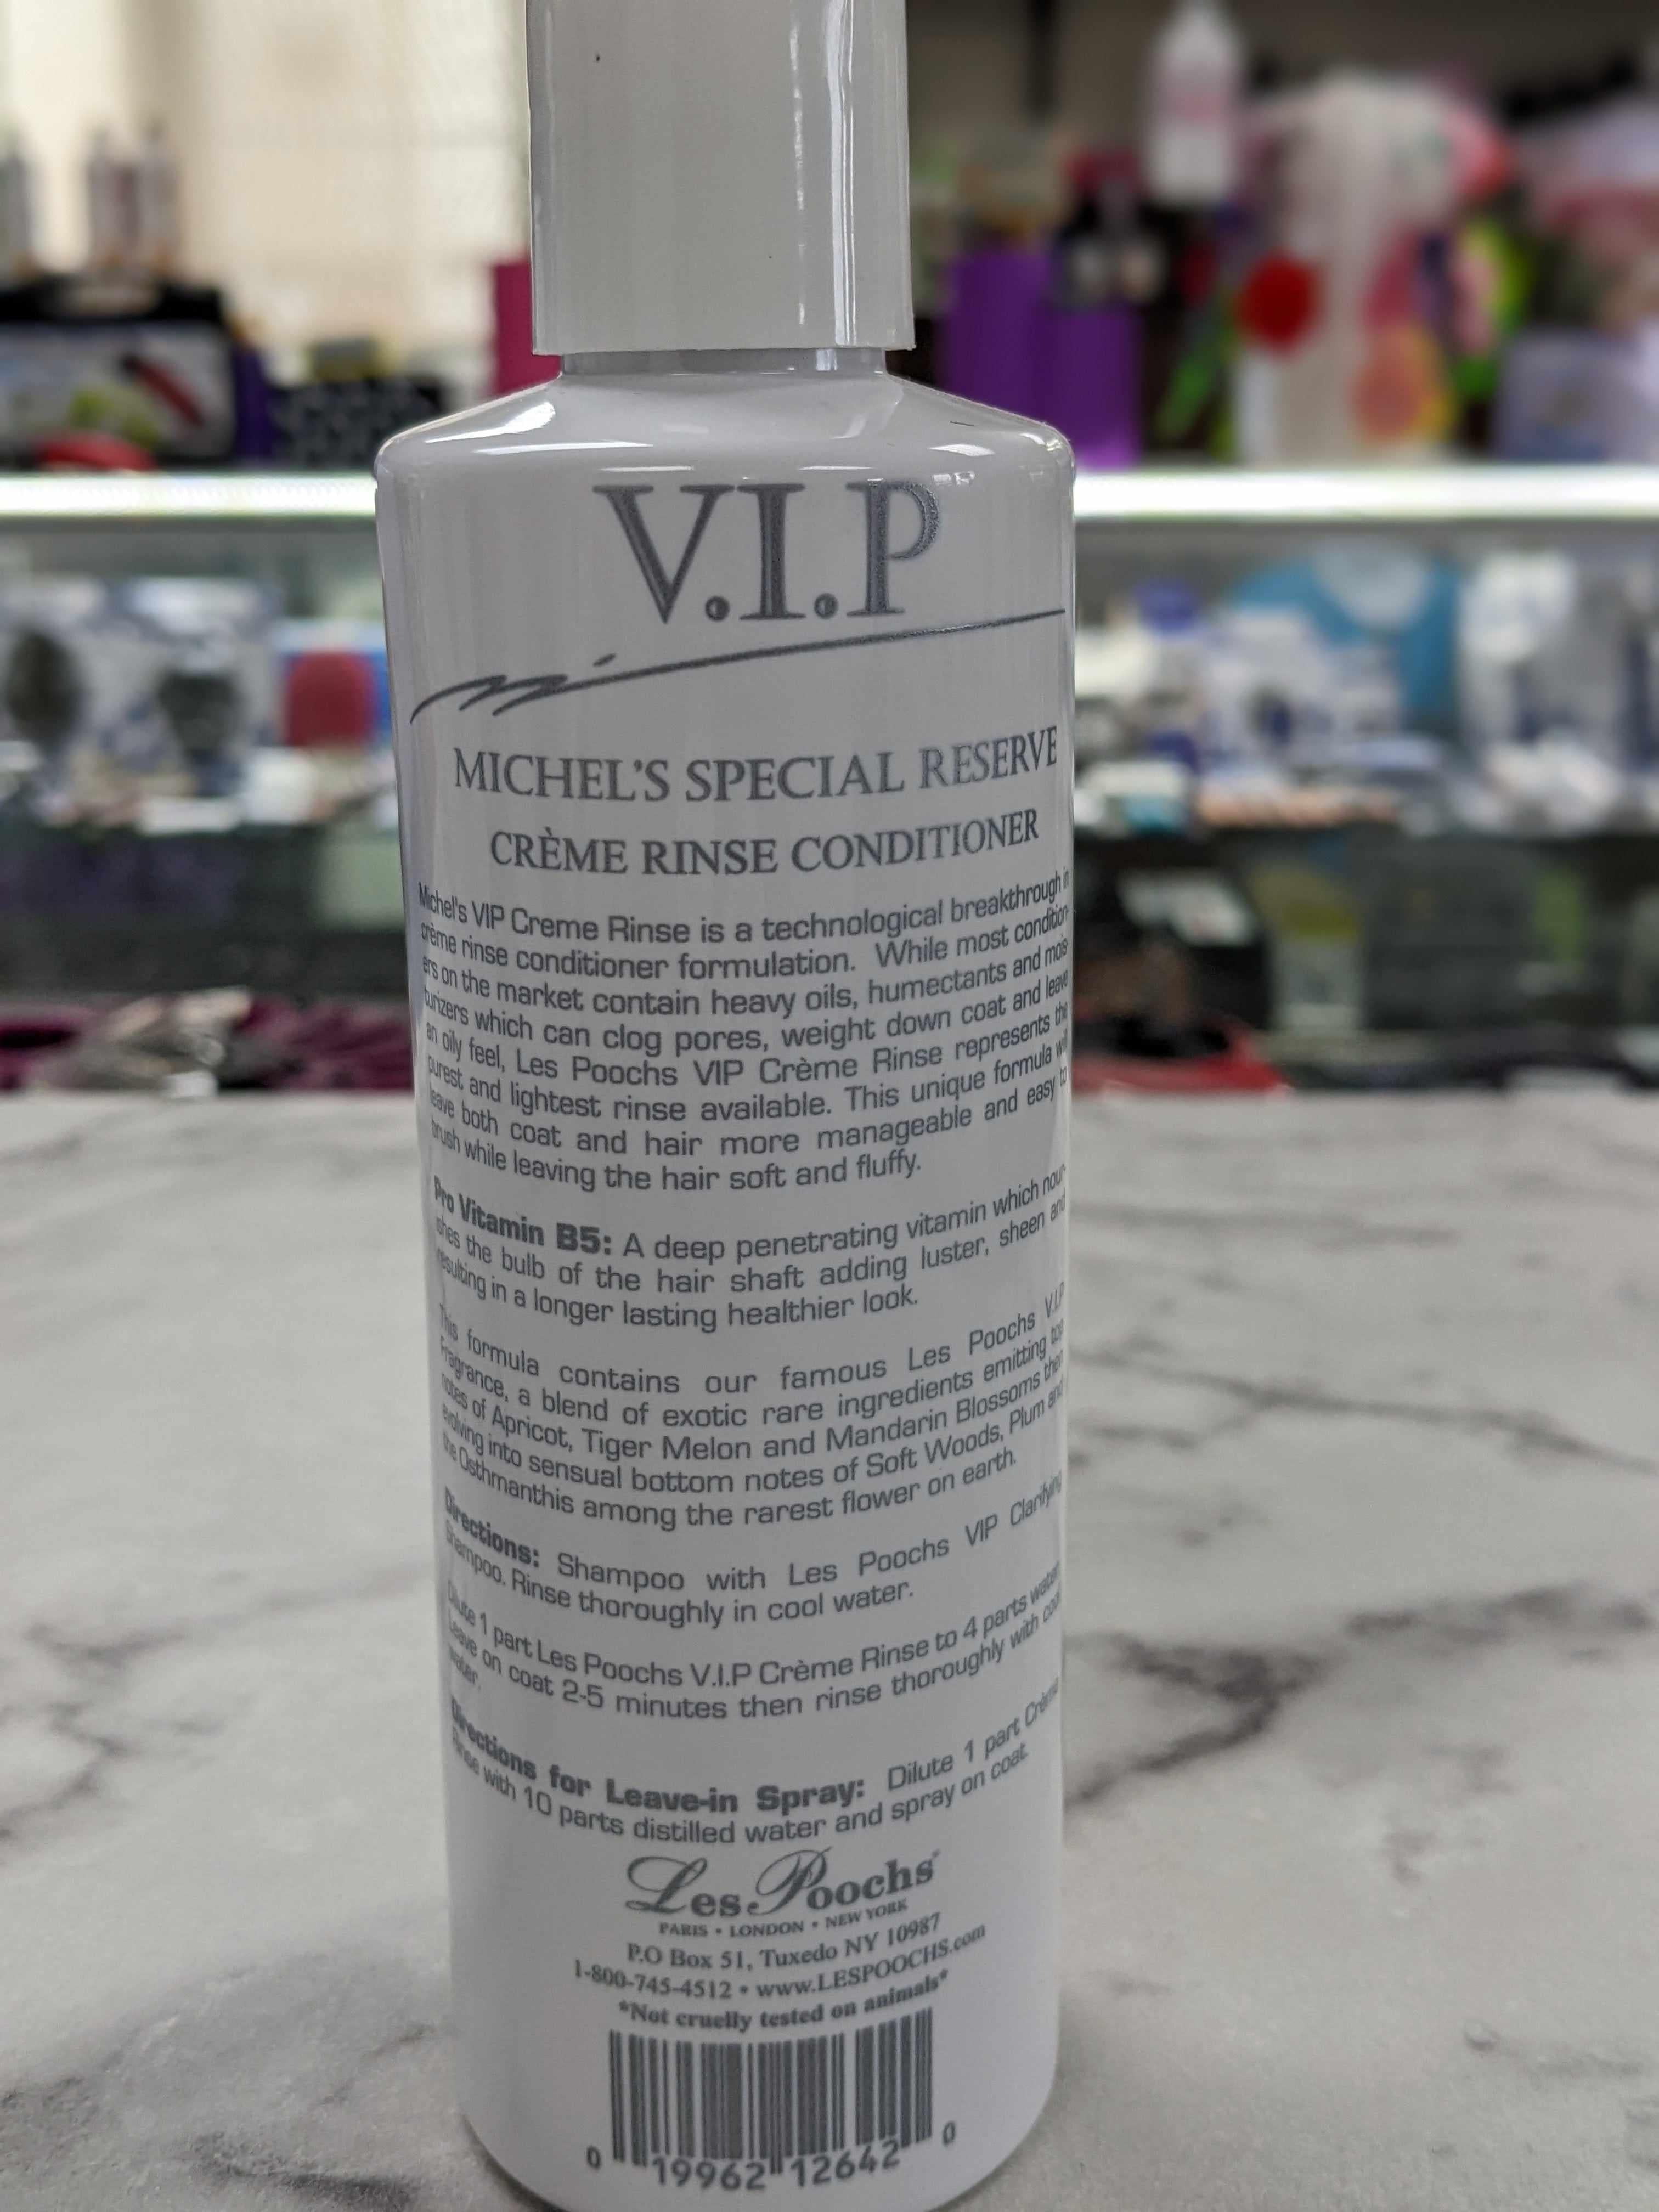 V.I.P
MICHEL'S SPECIAL RESERVE
CRÈME RINSE CONDITIONER
Michel's VIP Creme Rinse is a technological breakthrough in
crème rinse conditioner formulation. While most condition-
ers on the market contain heavy oils, humectants and mois-
turizers which can clog pores, weight down coat and leave
an oily feel, Les Poochs VIP Crème Rinse represents the
purest and lightest rinse available. This unique formula will
leave both coat and hair more manageable and easy to
brush while leaving the hair soft and fluffy.
Pro Vitamin B5: A deep penetrating vitamin which nour-
shes the bulb of the hair shaft adding luster, sheen and
resulting in a longer lasting healthier look.
This formula contains our famous Les Poochs V.I.P
Fragrance, a blend of exotic rare ingredients emitting top
notes of Apricot, Tiger Melon and Mandarin Blossoms then
evolving into sensual bottom notes of Soft Woods, Plum and
the Osthmanthis among the rarest flower on earth.
Directions: Shampoo with Les Poochs VIP Clarifying
Shampoo. Rinse thoroughly in cool water.
Dilute 1 part Les Poochs V.I.P Crème Rinse to 4 parts water.
Leave on coat 2-5 minutes then rinse thoroughly with cool
water.
Directions for Leave-in Spray: Dilute 1 part Crème
Rinse with 10 parts distilled water and spray on coat.
Les Poochs
PARIS • LONDON • NEW YORK
P.O Box 51, Tuxedo NY 10987
1-800-745-4512 • www.LESPOOCHS.com
*Not cruelly tested on animals*
0 19962 12642 0